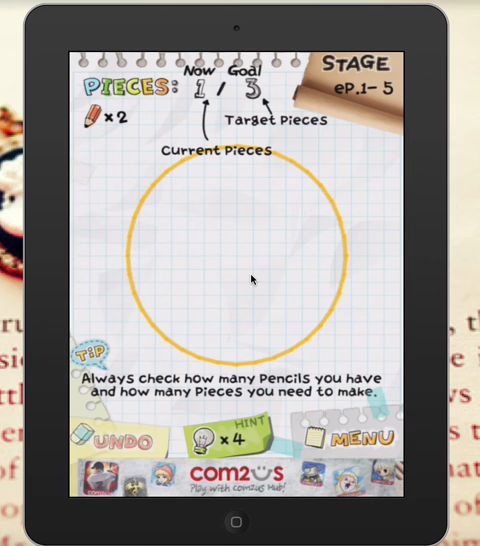 Now Goal
STAGE
PIECES: 1 / 3
eP.1-5
×2
Target Pieces
Current Pieces
TiP
Always check how many Pencils you have
and how many Pieces you need to make.
HINT
UNDO
×4
MENU
com2us
Play with com2us Hub!